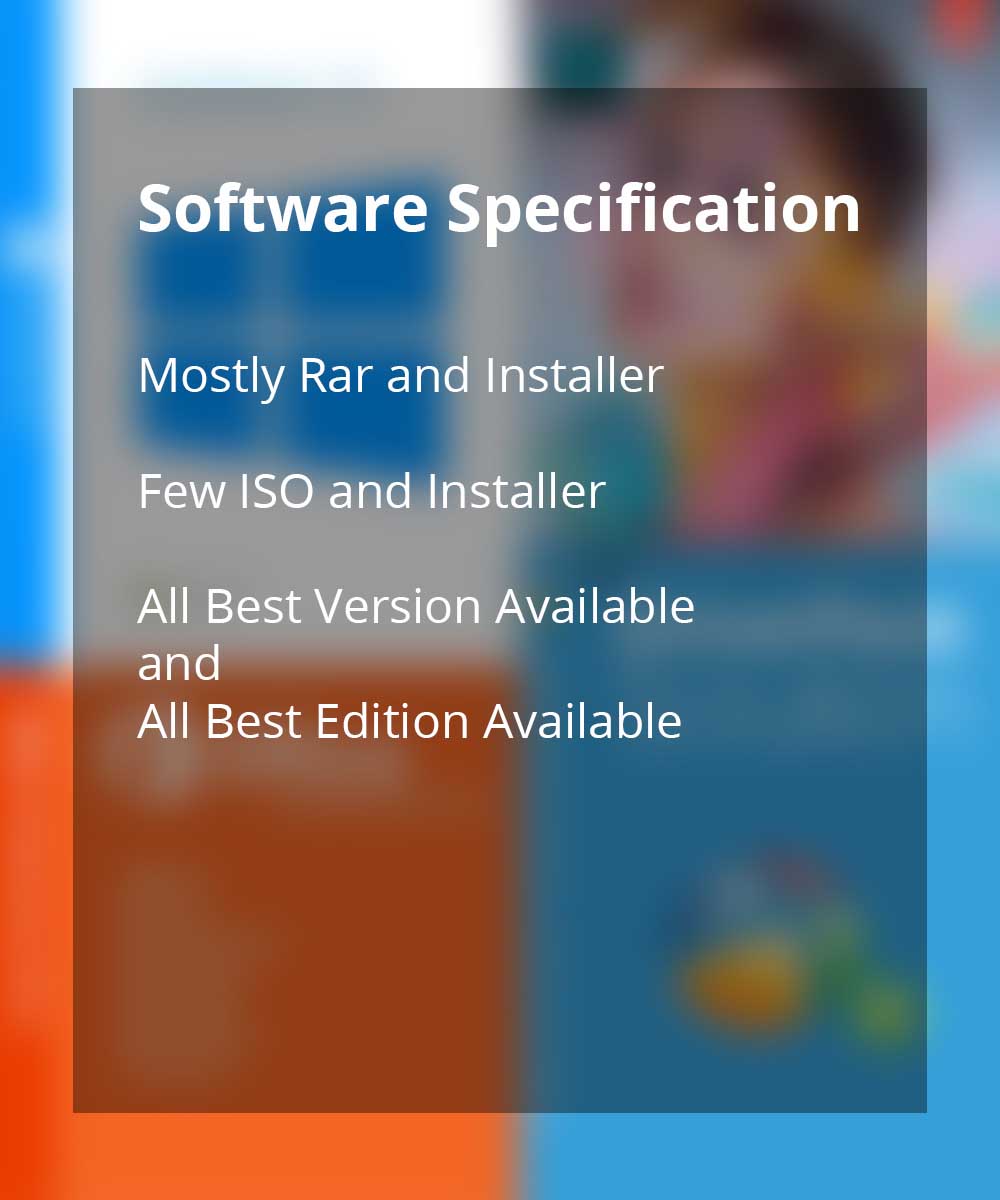 Software Specification
Mostly Rar and Installer
Few ISO and Installer
All Best Version Available
and
All Best Edition Available